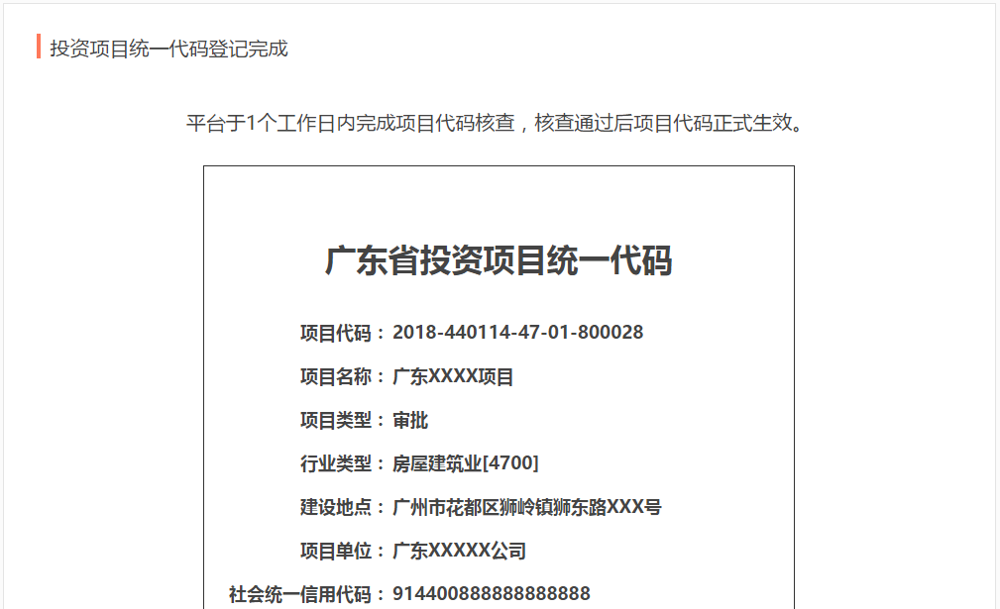 投资项目统一代码登记完成
平台于1个工作日内完成项目代码核查，核查通过后项目代码正式生效。
广东省投资项目统一代码
项目代码：2018-440114-47-01-800028
项目名称：广东XXXX项目
项目类型：审批
行业类型：房屋建筑业[4700]
建设地点：广州市花都区狮岭镇狮东路XXX号
项目单位：广东XXXXX公司
社会统一信用代码：914400888888888888